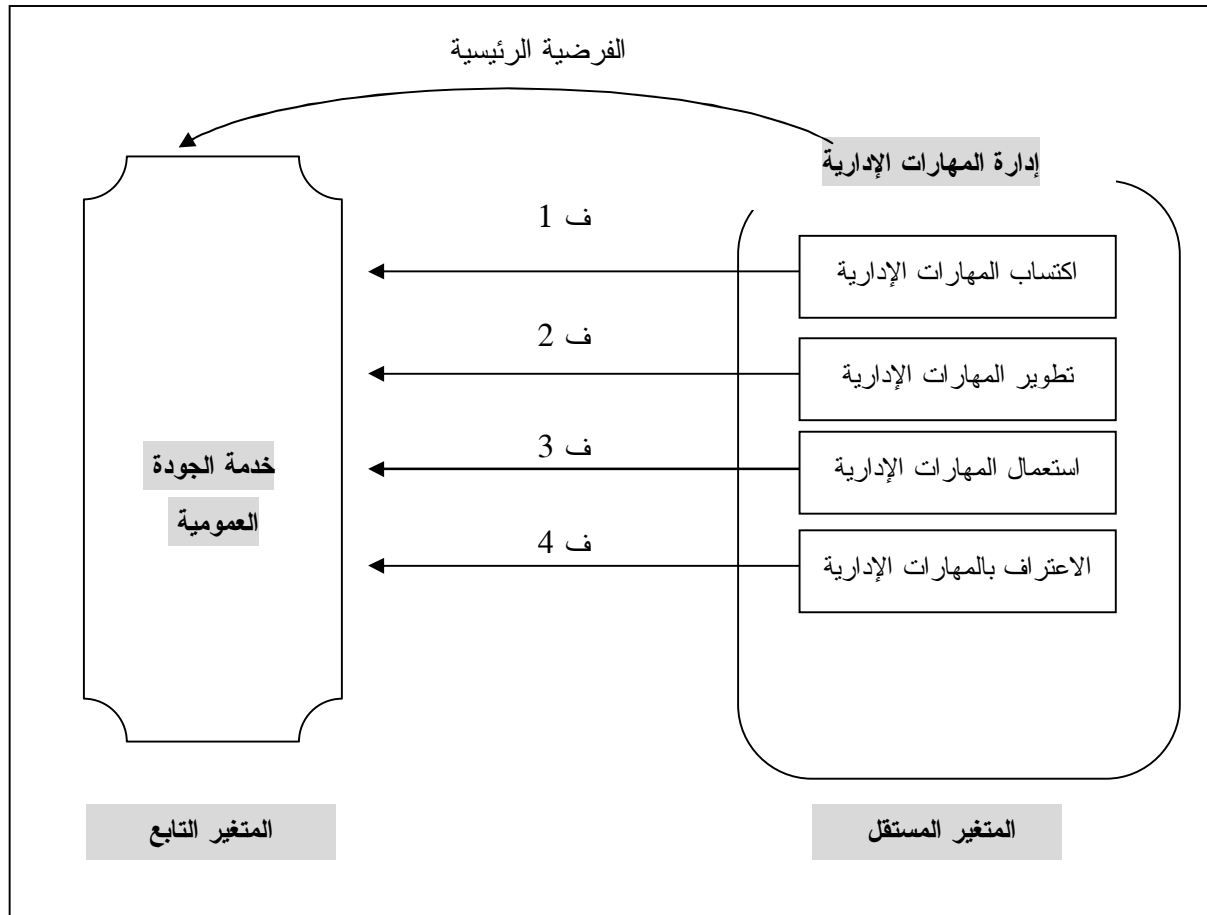 الفرضية الرئيسية
إدارة المهارات الإدارية
ف 1
اكتساب المهارات الإدارية
ف 2
تطوير المهارات الإدارية
ف 3
استعمال المهارات الإدارية
ف 4
الاعتراف بالمهارات الإدارية
خدمة الجودة
العمومية
المتغير المستقل
المتغير التابع